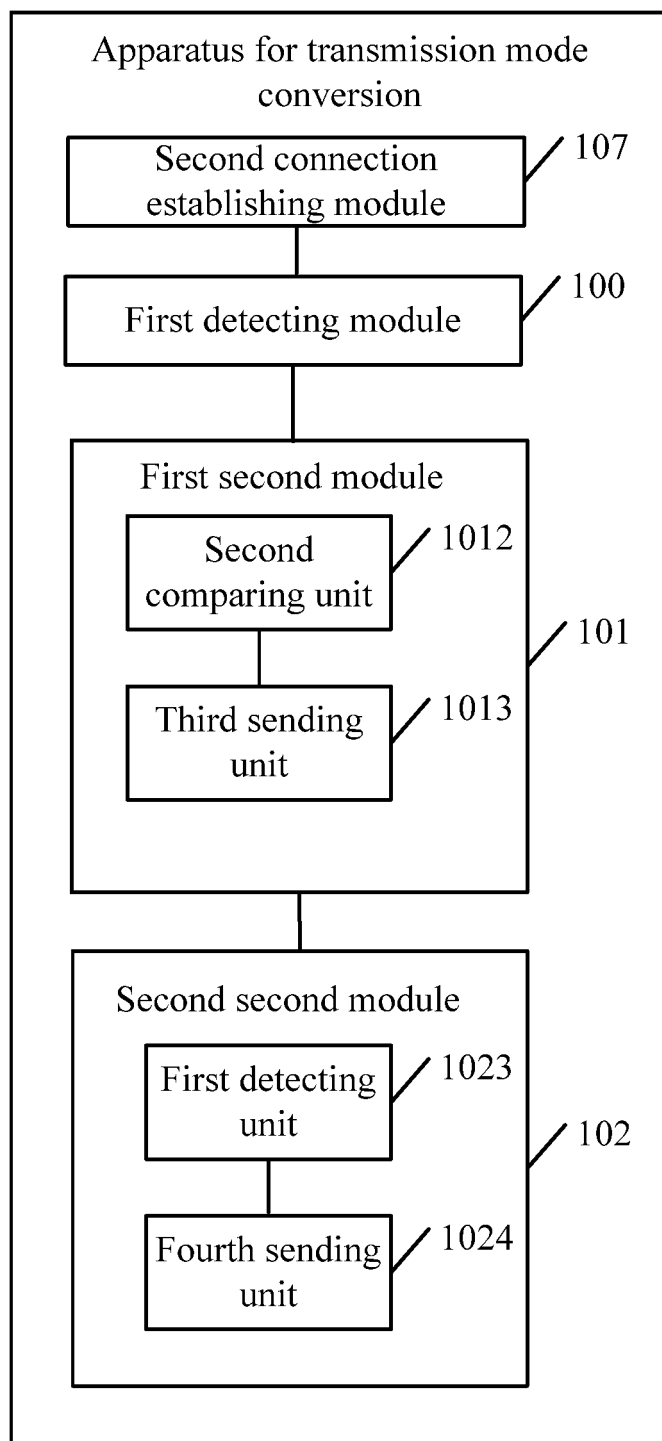 Apparatus for transmission mode
conversion
Second connection
establishing module
107
First detecting module
100
First second module
Second
comparing unit
1012
101
Third sending
unit
1013
Second second module
First detecting
unit
1023
102
Fourth sending
unit
1024